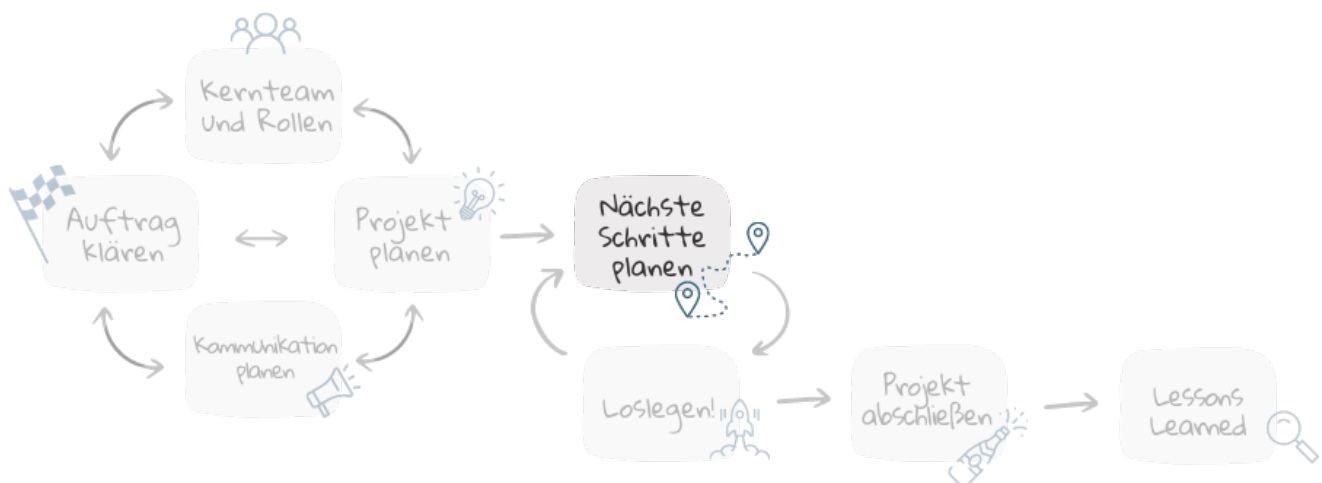 Kernteam
und Rollen
Auftrag
klären
Projekt
planen
Kommunikation
planen
Nächste
Schritte
planen
Loslegen!
Projekt
abschließen
Lessons
Learned